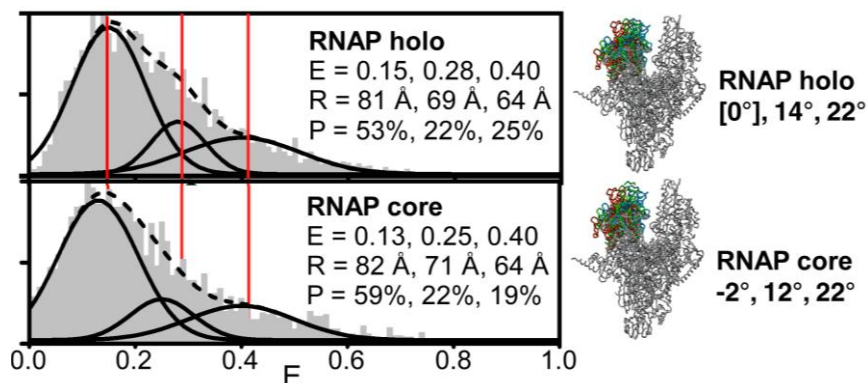 RNAP holo
E = 0.15, 0.28, 0.40
R = 81 Å, 69 Å, 64 Å
P = 53%, 22%, 25%
RNAP holo
[0°], 14°, 22°
RNAP core
E = 0.13, 0.25, 0.40
R = 82 Å, 71 Å, 64 Å
P = 59%, 22%, 19%
RNAP core
-2°, 12°, 22°
0.0 0.2 0.4 0.6 0.8 1.0
E